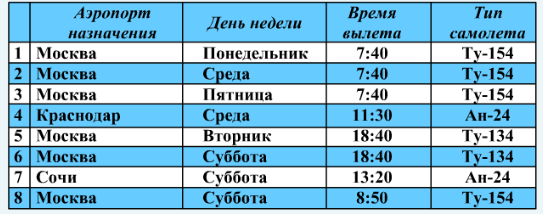 Аэропорт назначения День недели Время вылета Тип самолета
1 Москва Понедельник 7:40 Ту-154
2 Москва Среда 7:40 Ту-154
3 Москва Пятница 7:40 Ту-154
4 Краснодар Среда 11:30 Ан-24
5 Москва Вторник 18:40 Ту-134
6 Москва Суббота 18:40 Ту-134
7 Сочи Суббота 13:20 Ан-24
8 Москва Суббота 8:50 Ту-154